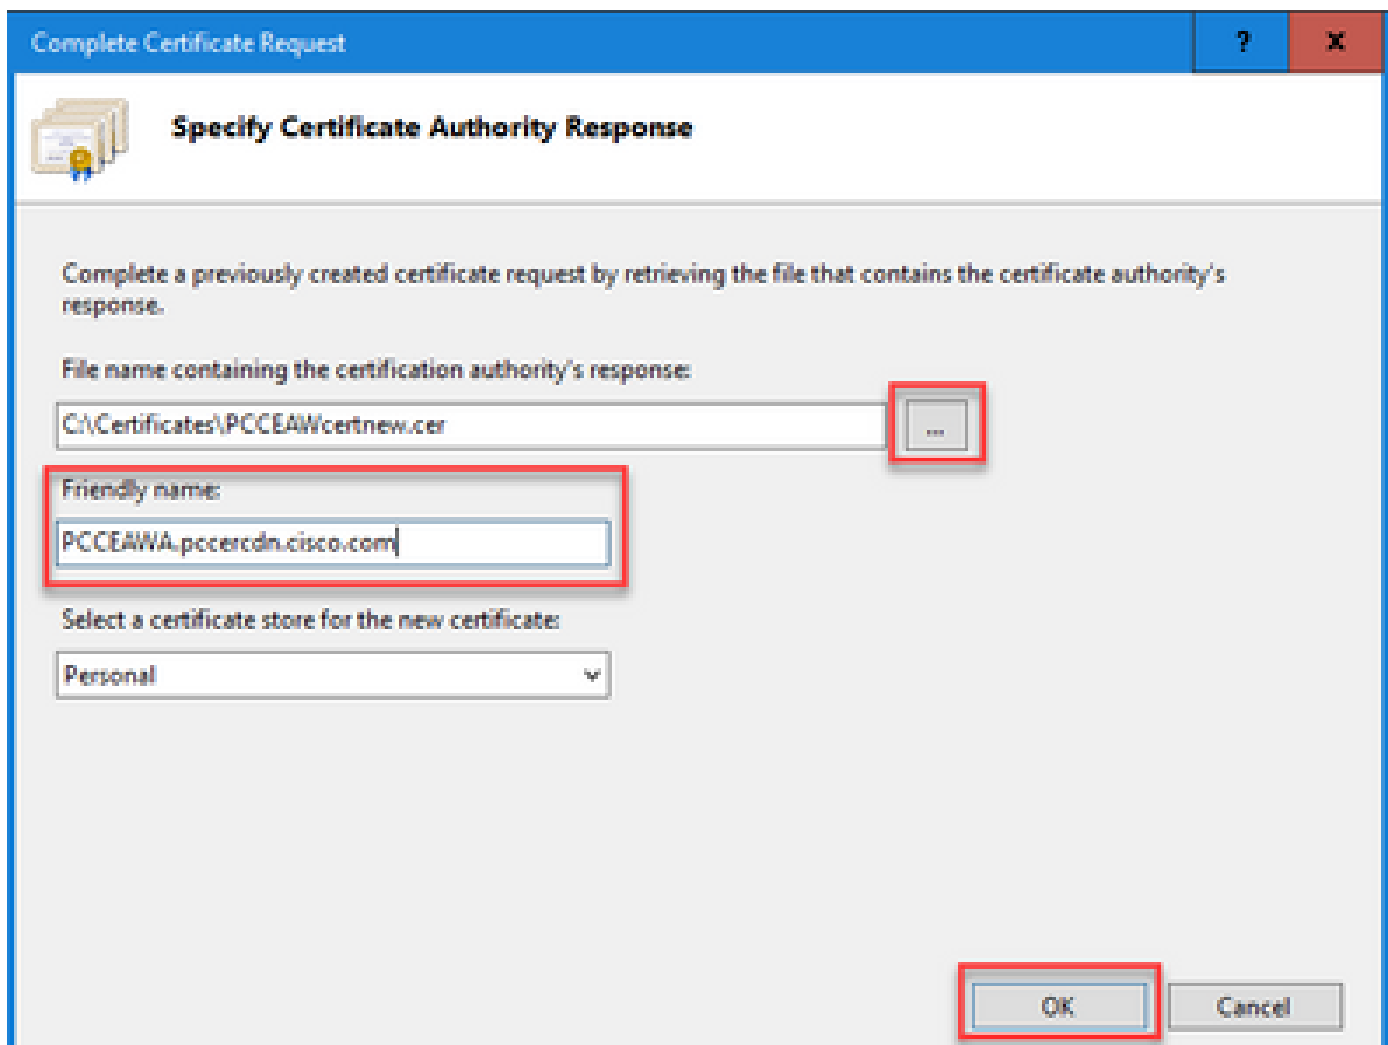 Complete Certificate Request
?
x
Specify Certificate Authority Response
Complete a previously created certificate request by retrieving the file that contains the certificate authority's
response.
File name containing the certification authority's response:
C:\Certificates\PCCEAWcertnew.cer
...
Friendly name:
PCCEAWA.pccercdn.cisco.com
Select a certificate store for the new certificate:
Personal
OK
Cancel